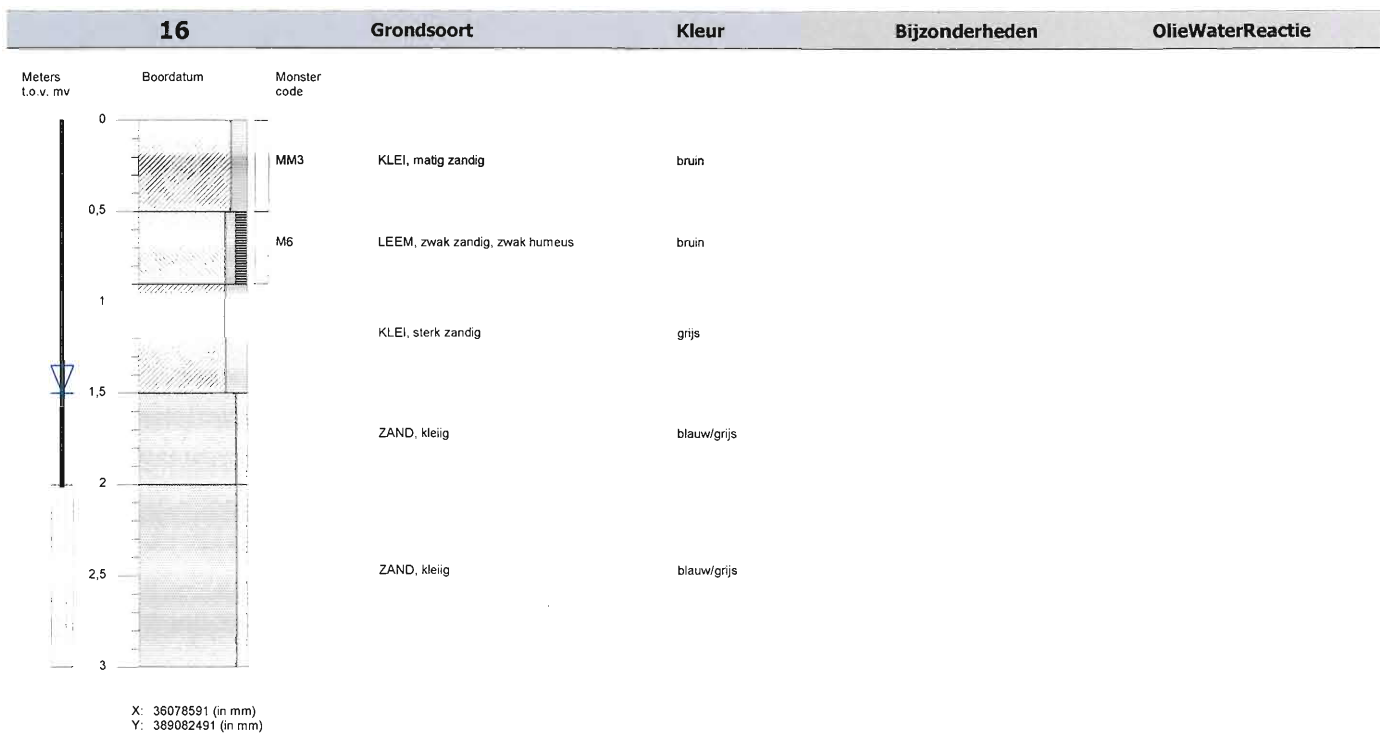 16 Grondsoort Kleur Bijzonderheden OlieWaterReactie
Meters t.o.v. mv
Boordatum
Monster code
0
MM3 KLEI, matig zandig bruin
0,5
M6 LEEM, zwak zandig, zwak humeus bruin
1
KLEI, sterk zandig grijs
1,5
ZAND, kleiig blauw/grijs
2
ZAND, kleiig blauw/grijs
2,5
3
X: 36078591 (in mm)
Y: 389082491 (in mm)